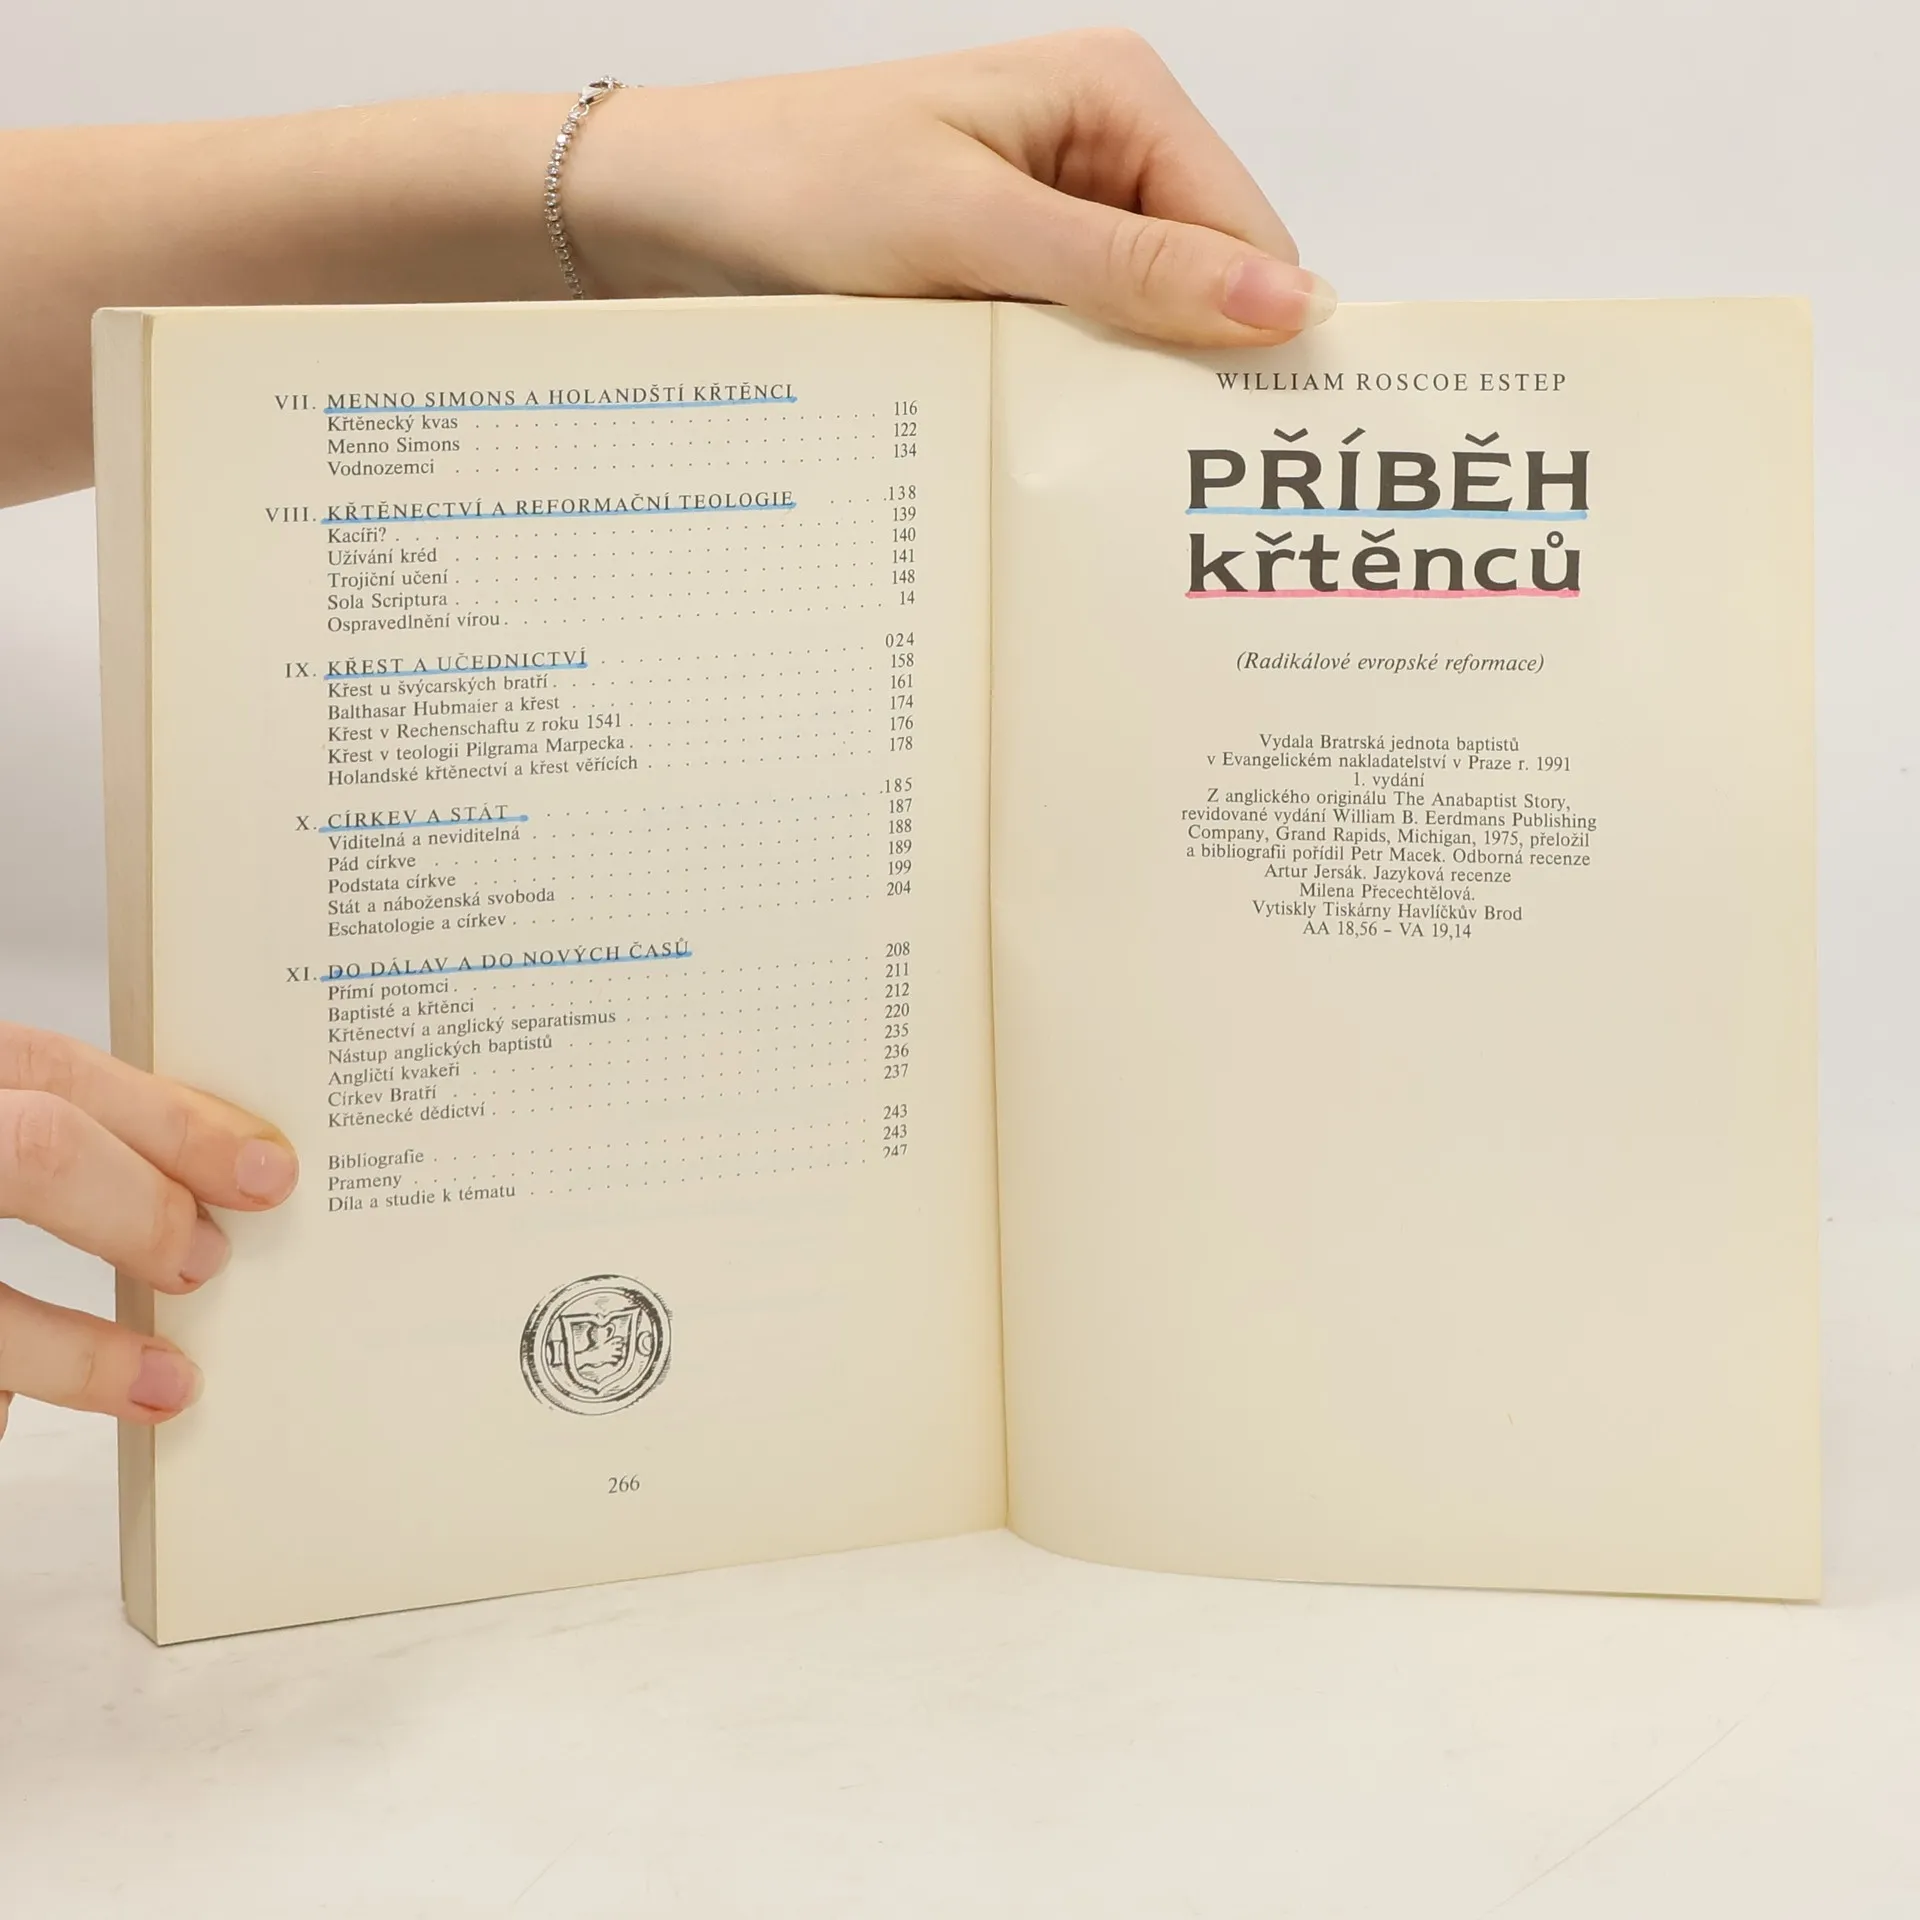 VII. MENNO SIMONS A HOLANDŠTÍ KŘTĚNCI
Křtěnecký kvas . . . . . . . . . . . . . . . . . . . . . . 116
Menno Simons . . . . . . . . . . . . . . . . . . . . . . 122
Vodnozemci . . . . . . . . . . . . . . . . . . . . . . . 134
VIII. KŘTĚNECTVÍ A REFORMAČNÍ TEOLOGIE . . . .138
Kacíři? . . . . . . . . . . . . . . . . . . . . . . . . . . 139
Užívání kréd . . . . . . . . . . . . . . . . . . . . . . . 140
Trojiční učení . . . . . . . . . . . . . . . . . . . . . . . 141
Sola Scriptura . . . . . . . . . . . . . . . . . . . . . . . 148
Ospravedlnění vírou . . . . . . . . . . . . . . . . . . . . 14
IX. KŘEST A UČEDNICTVÍ . . . . . . . . . . . . . . . 024
Křest u švýcarských bratří . . . . . . . . . . . . . . . . . 158
Balthasar Hubmaier a křest . . . . . . . . . . . . . . . . 161
Křest v Rechenschaftu z roku 1541 . . . . . . . . . . . . . 174
Křest v teologii Pilgrama Marpecka . . . . . . . . . . . . . 176
Holandské křtěnectví a křest věřících . . . . . . . . . . . . 178
X. CÍRKEV A STÁT . . . . . . . . . . . . . . . . . . .185
Viditelná a neviditelná . . . . . . . . . . . . . . . . . . . 187
Pád církve . . . . . . . . . . . . . . . . . . . . . . . . 188
Podstata církve . . . . . . . . . . . . . . . . . . . . . . 189
Stát a náboženská svoboda . . . . . . . . . . . . . . . . . 199
Eschatologie a církev . . . . . . . . . . . . . . . . . . . . 204
XI. DO DÁLAV A DO NOVÝCH ČASŮ
Přímí potomci . . . . . . . . . . . . . . . . . . . . . . . 208
Baptisté a křtěnci . . . . . . . . . . . . . . . . . . . . . 211
Křtěnectví a anglický separatismus . . . . . . . . . . . . . 212
Nástup anglických baptistů . . . . . . . . . . . . . . . . . 220
Angličtí kvakeři . . . . . . . . . . . . . . . . . . . . . . 235
Církev Bratří . . . . . . . . . . . . . . . . . . . . . . . 236
Křtěnecké dědictví . . . . . . . . . . . . . . . . . . . . . 237
Bibliografie . . . . . . . . . . . . . . . . . . . . . . . . 243
Prameny . . . . . . . . . . . . . . . . . . . . . . . . . 243
Díla a studie k tématu . . . . . . . . . . . . . . . . . . . 247
266
WILLIAM ROSCOE ESTEP
PŘÍBĚH
křtěnců
(Radikálové evropské reformace)
Vydala Bratrská jednota baptistů
v Evangelickém nakladatelství v Praze r. 1991
1. vydání
Z anglického originálu The Anabaptist Story,
revidované vydání William B. Eerdmans Publishing
Company, Grand Rapids, Michigan, 1975, přeložil
a bibliografii pořídil Petr Macek. Odborná recenze
Artur Jersák. Jazyková recenze
Milena Přecechtělová.
Vytiskly Tiskárny Havlíčkův Brod
AA 18,56 – VA 19,14